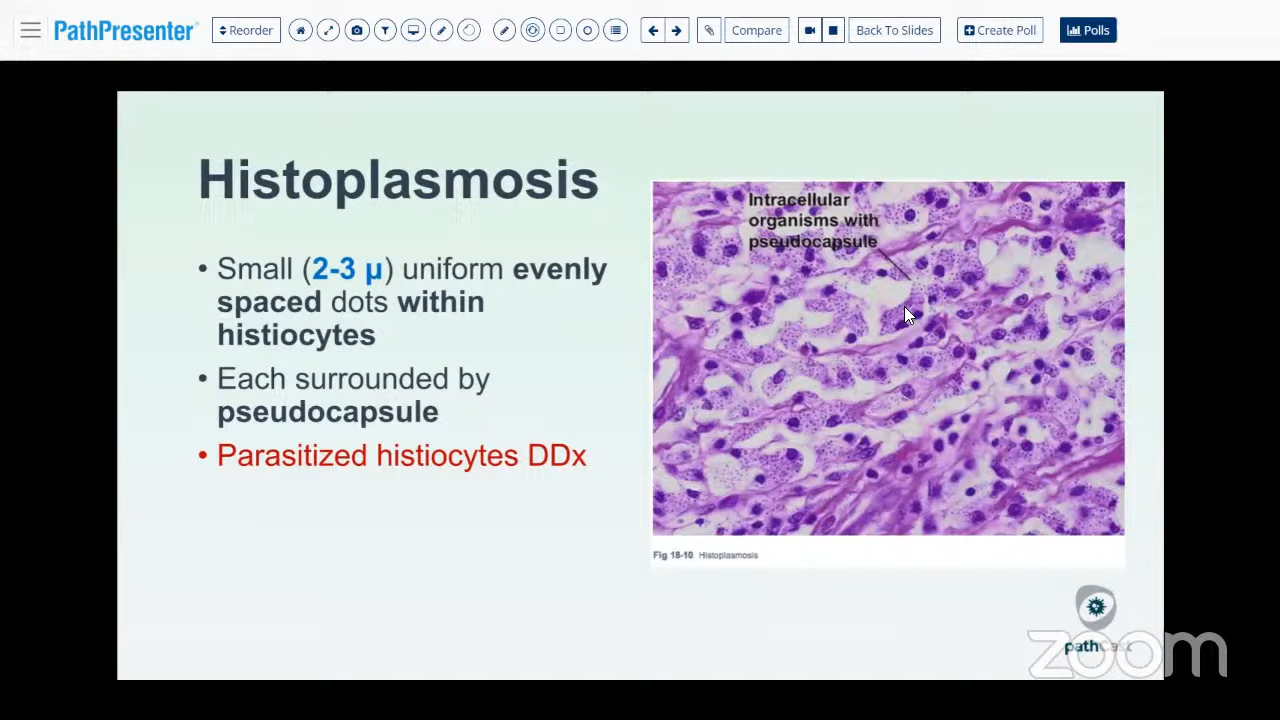 PathPresenter
Reorder
Compare
Back To Slides
Create Poll
Polls
Histoplasmosis
• Small (2-3 µ) uniform evenly
spaced dots within
histiocytes
• Each surrounded by
pseudocapsule
• Parasitized histiocytes DDx
Intracellular
organisms with
pseudocapsule
Fig 18-10 Histoplasmosis
pathCast
zoom